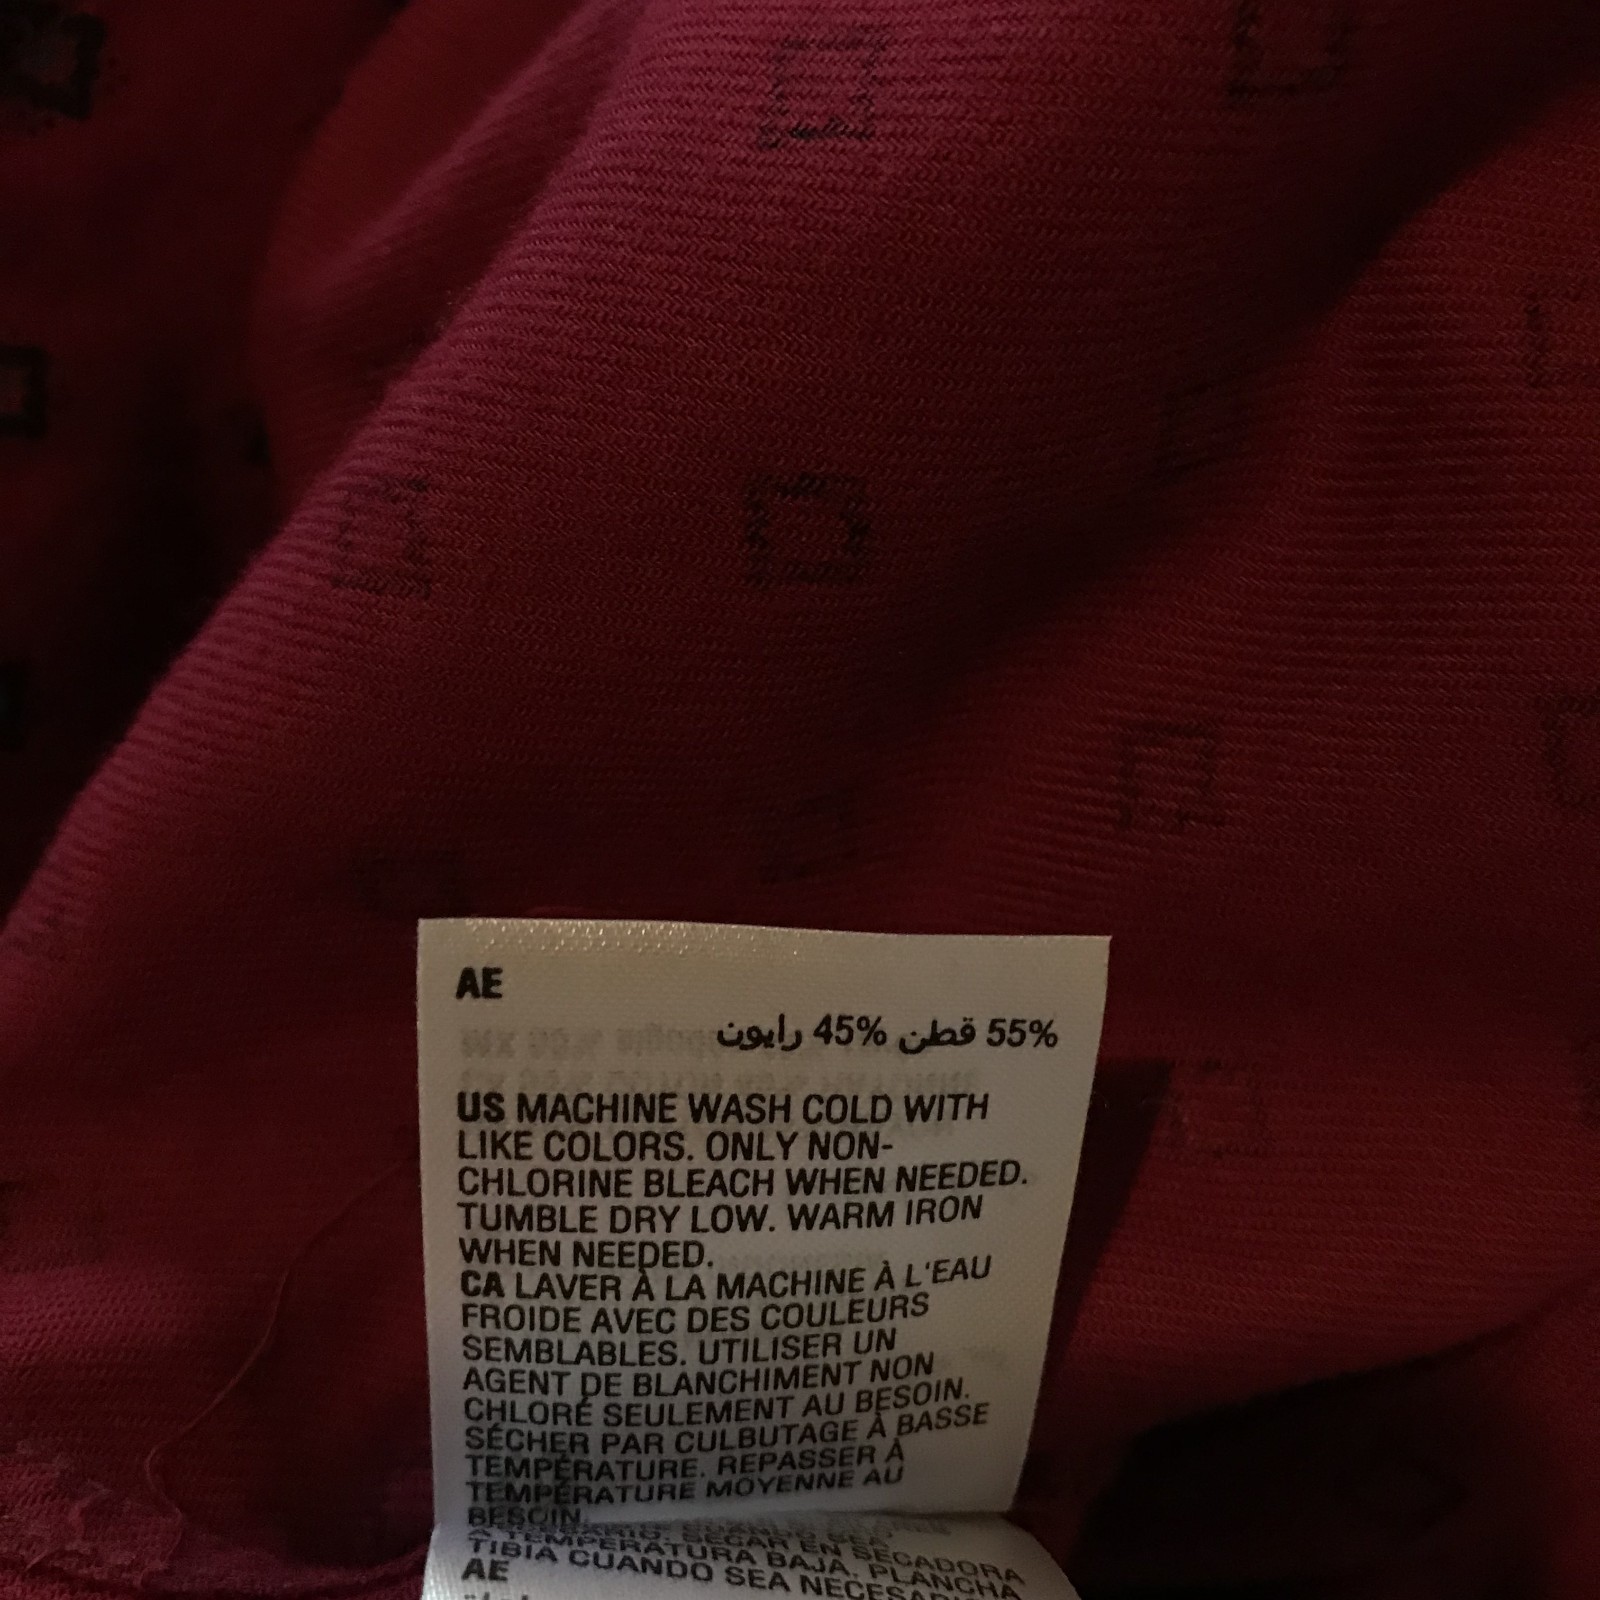 AE
55% قطن 45% رايون
US MACHINE WASH COLD WITH
LIKE COLORS. ONLY NON-
CHLORINE BLEACH WHEN NEEDED.
TUMBLE DRY LOW. WARM IRON
WHEN NEEDED.
CA LAVER À LA MACHINE À L'EAU
FROIDE AVEC DES COULEURS
SEMBLABLES. UTILISER UN
AGENT DE BLANCHIMENT NON
CHLORÉ SEULEMENT AU BESOIN.
SÉCHER PAR CULBUTAGE À BASSE
TEMPÉRATURE. REPASSER À
TEMPÉRATURE MOYENNE AU
BESOIN.
A TEMPERATURA BAJA. PLANCHA
TIBIA CUANDO SEA
AE